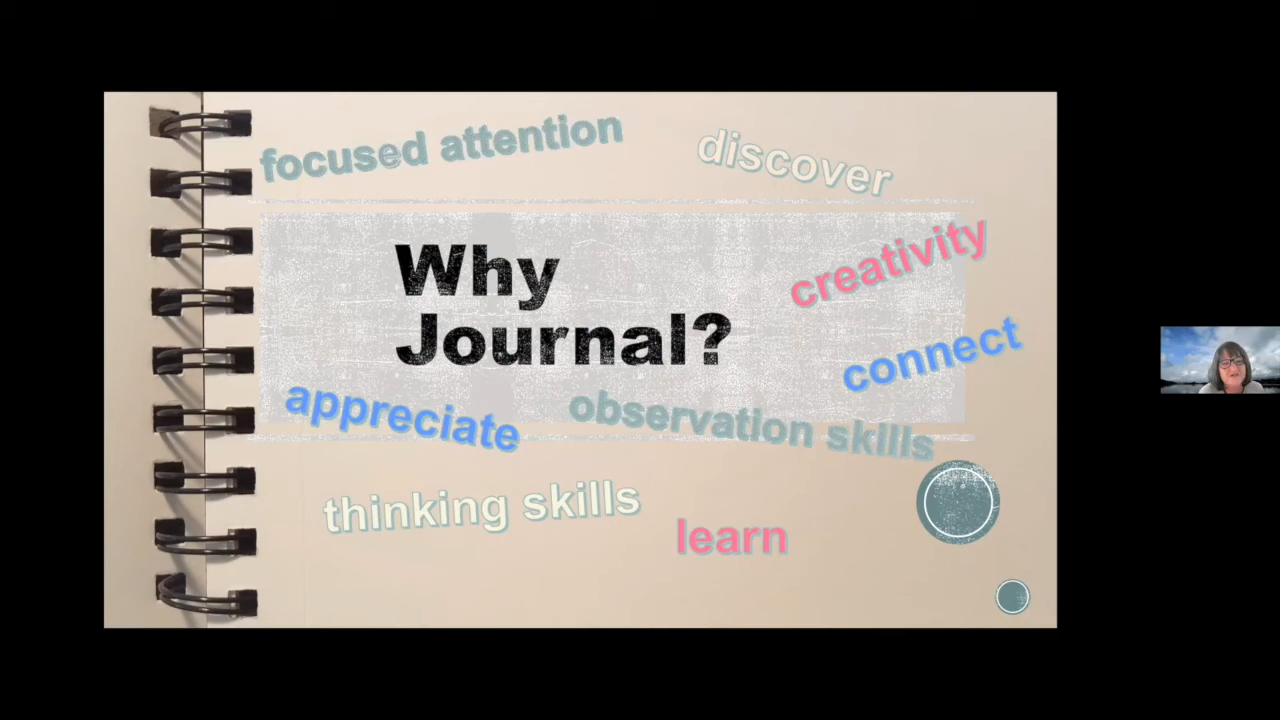 focused attention
discover
creativity
Why
Journal?
connect
appreciate
observation skills
thinking skills
learn